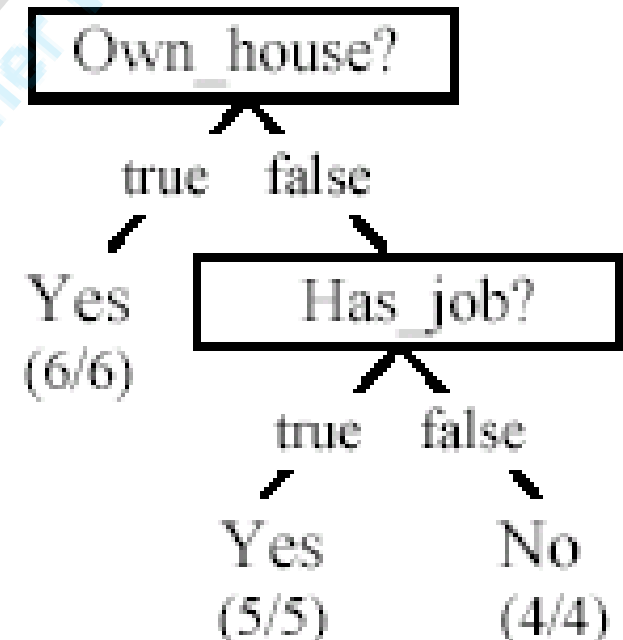 Own_house?
true false
Yes
(6/6)
Has_job?
true false
Yes No
(5/5) (4/4)